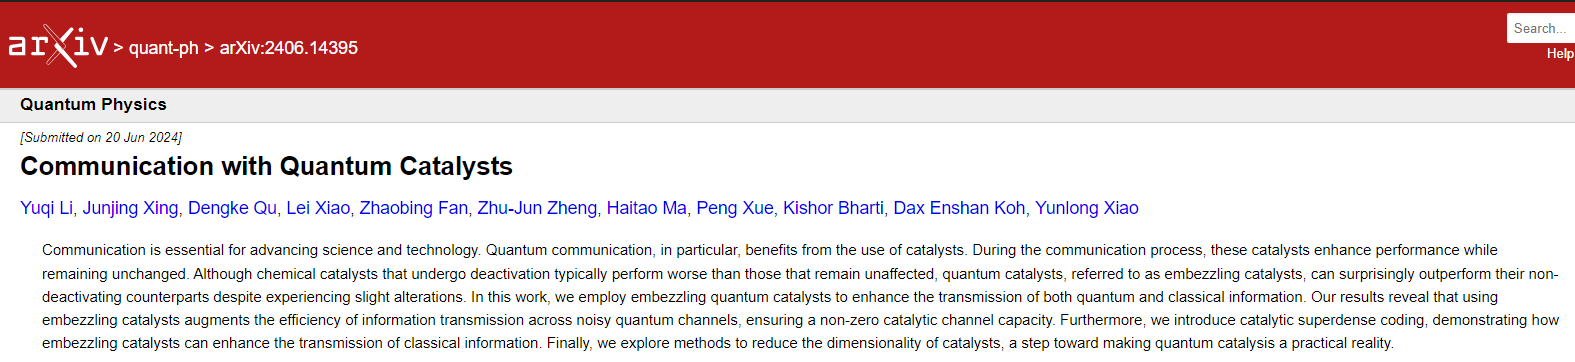 arXiv > quant-ph > arXiv:2406.14395
Search...
Help
Quantum Physics
[Submitted on 20 Jun 2024]
Communication with Quantum Catalysts
Yuqi Li, Junjing Xing, Dengke Qu, Lei Xiao, Zhaobing Fan, Zhu-Jun Zheng, Haitao Ma, Peng Xue, Kishor Bharti, Dax Enshan Koh, Yunlong Xiao
Communication is essential for advancing science and technology. Quantum communication, in particular, benefits from the use of catalysts. During the communication process, these catalysts enhance performance while
remaining unchanged. Although chemical catalysts that undergo deactivation typically perform worse than those that remain unaffected, quantum catalysts, referred to as embezzling catalysts, can surprisingly outperform their non-
deactivating counterparts despite experiencing slight alterations. In this work, we employ embezzling quantum catalysts to enhance the transmission of both quantum and classical information. Our results reveal that using
embezzling catalysts augments the efficiency of information transmission across noisy quantum channels, ensuring a non-zero catalytic channel capacity. Furthermore, we introduce catalytic superdense coding, demonstrating how
embezzling catalysts can enhance the transmission of classical information. Finally, we explore methods to reduce the dimensionality of catalysts, a step toward making quantum catalysis a practical reality.